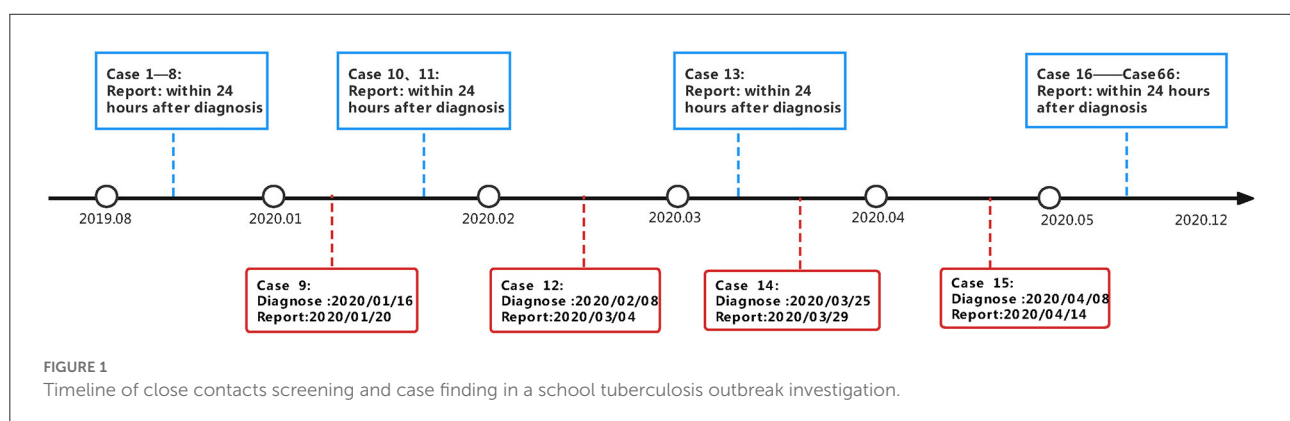 Case 1—8:
Report: within 24
hours after diagnosis
Case 10、11:
Report: within 24
hours after diagnosis
Case 13:
Report: within 24
hours after diagnosis
Case 16——Case66:
Report: within 24 hours
after diagnosis
2019.08
2020.01
2020.02
2020.03
2020.04
2020.05
2020.12
Case 9:
Diagnose :2020/01/16
Report:2020/01/20
Case 12:
Diagnose :2020/02/08
Report:2020/03/04
Case 14:
Diagnose :2020/03/25
Report:2020/03/29
Case 15:
Diagnose :2020/04/08
Report:2020/04/14
FIGURE 1
Timeline of close contacts screening and case finding in a school tuberculosis outbreak investigation.